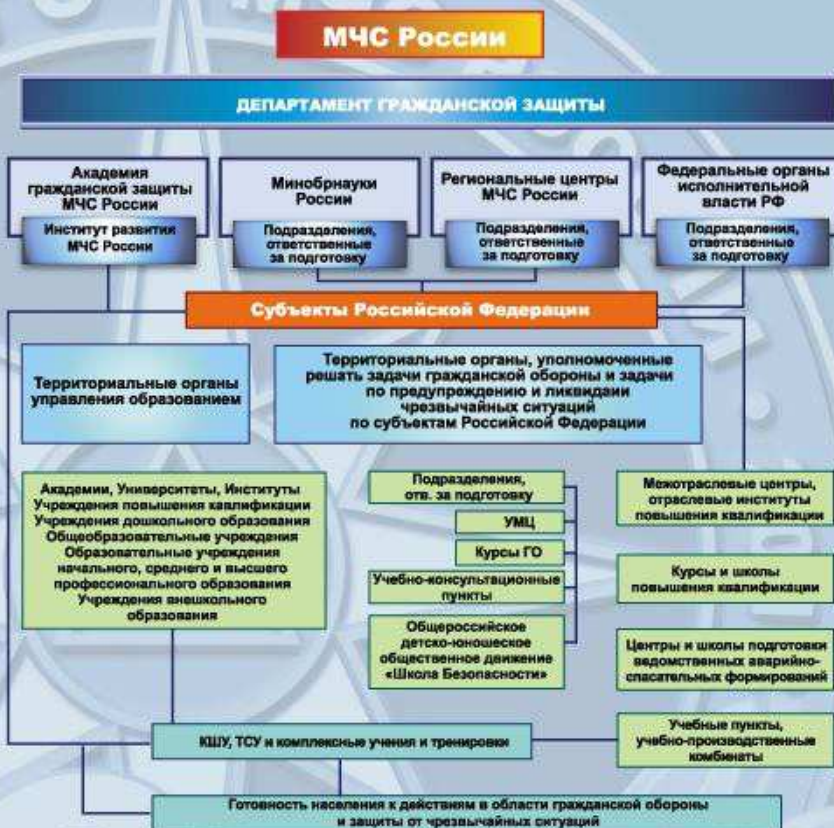 МЧС России
ДЕПАРТАМЕНТ ГРАЖДАНСКОЙ ЗАЩИТЫ
Академия
гражданской защиты
МЧС России
Институт развития
МЧС России
Минобрнауки
России
Подразделения,
ответственные
за подготовку
Региональные центры
МЧС России
Подразделения,
ответственные
за подготовку
Федеральные органы
исполнительной
власти РФ
Подразделения,
ответственные
за подготовку
Субъекты Российской Федерации
Территориальные органы
управления образованием
Территориальные органы, уполномоченные
решать задачи гражданской обороны и задачи
по предупреждению и ликвидаии
чрезвычайных ситуаций
по субъектам Российской Федерации
Академии, Университеты, Институты
Учреждения повышения квалификации
Учреждения дошкольного образования
Общеобразовательные учреждения
Образовательные учреждения
начального, среднего и высшего
профессионального образования
Учреждения внешкольного
образования
Подразделения,
отв. за подготовку
УМЦ
Курсы ГО
Учебно-консультационные
пункты
Общероссийское
детско-юношеское
общественное движение
«Школа Безопасности»
Межотраслевые центры,
отраслевые институты
повышения квалификации
Курсы и школы
повышения квалификации
Центры и школы подготовки
ведомственных аварийно-
спасательных формирований
Учебные пункты,
учебно-производственные
комбинаты
КШУ, ТСУ и комплексные учения и тренировки
Готовность населения к действиям в области гражданской обороны
и защиты от чрезвычайных ситуаций